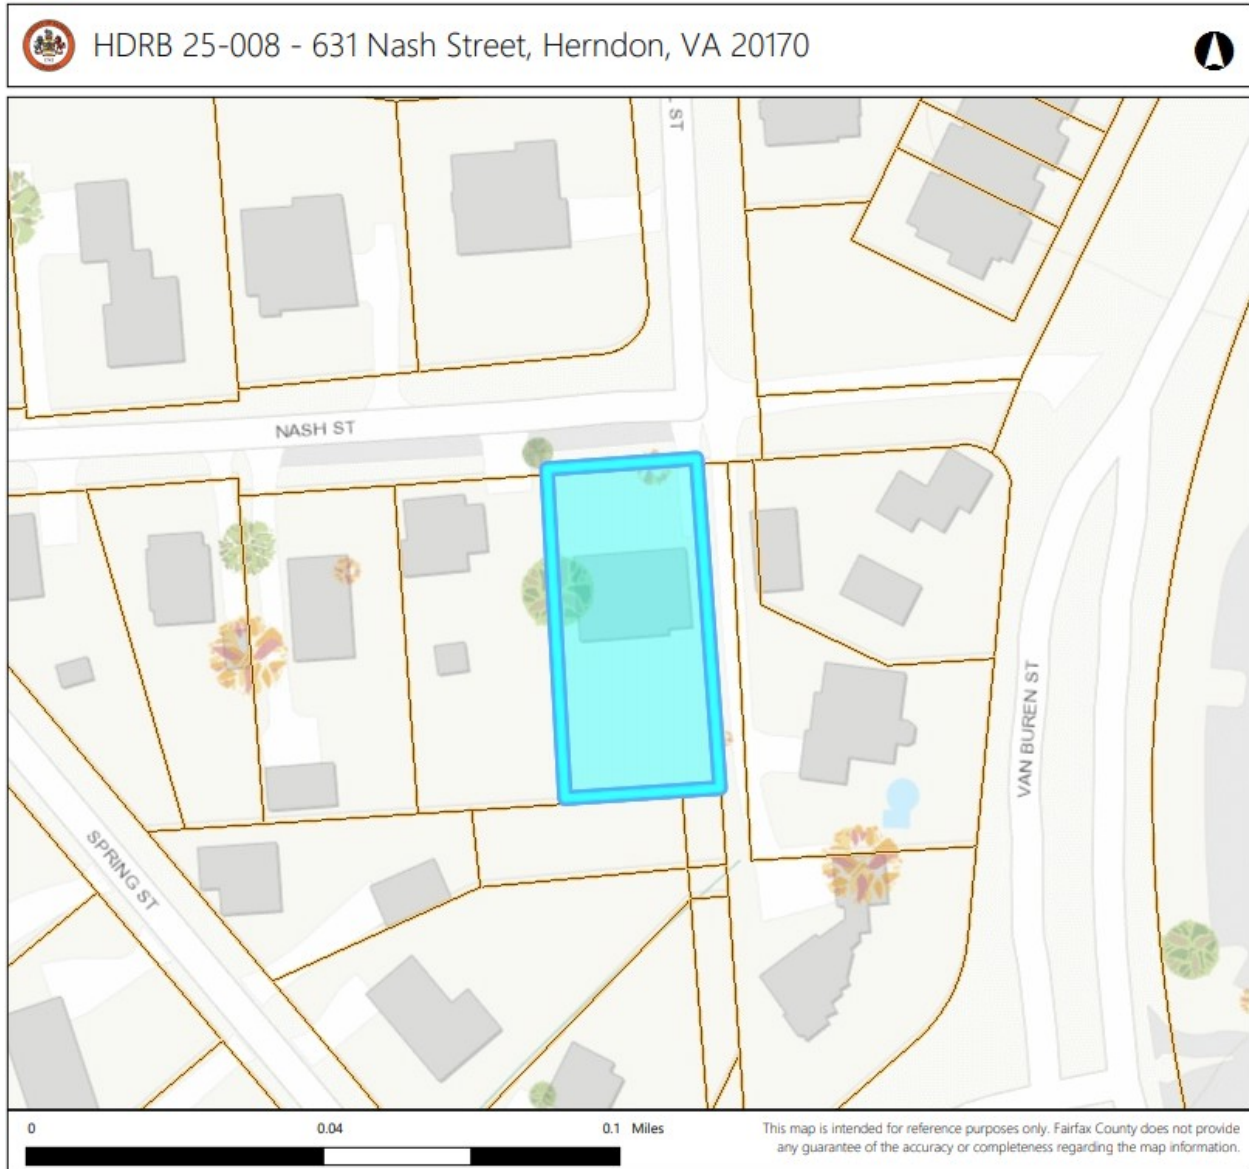 HDRB 25-008 - 631 Nash Street, Herndon, VA 20170
ST
NASH ST
VAN BUREN ST
SPRING ST
0 0.04 0.1 Miles
This map is intended for reference purposes only. Fairfax County does not provide
any guarantee of the accuracy or completeness regarding the map information.